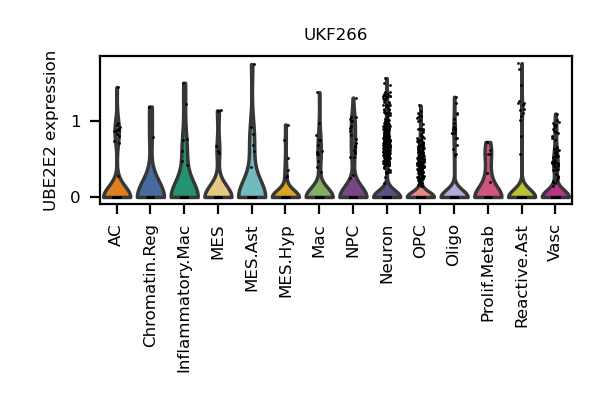 UKF266
UBE2E2 expression
1
0
AC
Chromatin.Reg
Inflammatory.Mac
MES
MES.Ast
MES.Hyp
Mac
NPC
Neuron
OPC
Oligo
Prolif.Metab
Reactive.Ast
Vasc